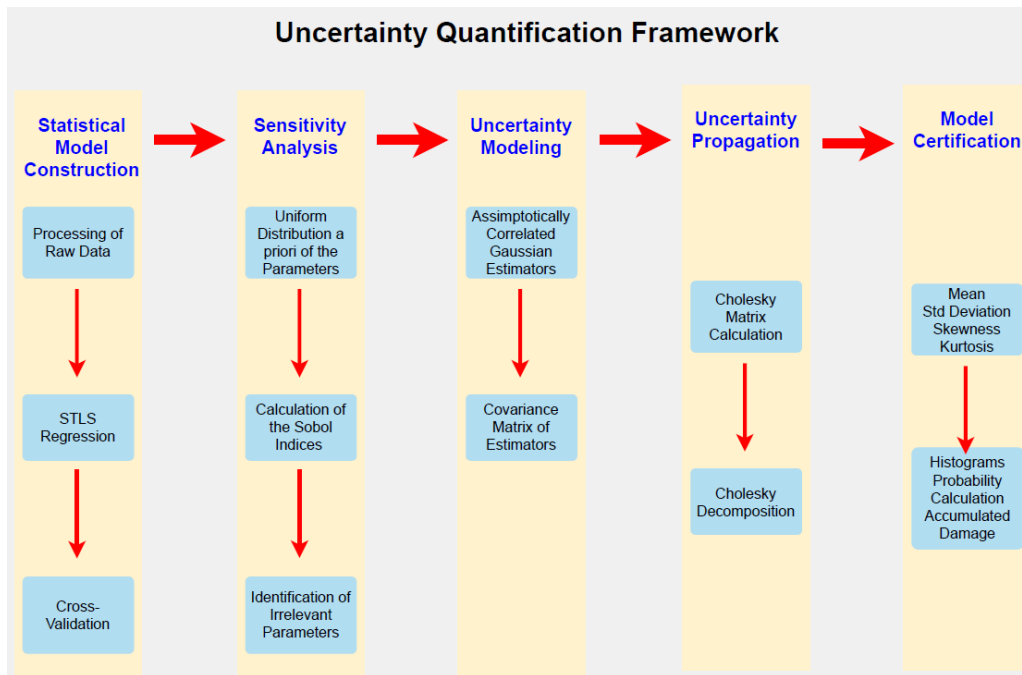 Uncertainty Quantification Framework
Statistical
Model
Construction
Processing of
Raw Data
STLS
Regression
Cross-
Validation
Sensitivity
Analysis
Uniform
Distribution a
priori of the
Parameters
Calculation of
the Sobol
Indices
Identification of
Irrelevant
Parameters
Uncertainty
Modeling
Assimptotically
Correlated
Gaussian
Estimators
Covariance
Matrix of
Estimators
Uncertainty
Propagation
Cholesky
Matrix
Calculation
Cholesky
Decomposition
Model
Certification
Mean
Std Deviation
Skewness
Kurtosis
Histograms
Probability
Calculation
Accumulated
Damage